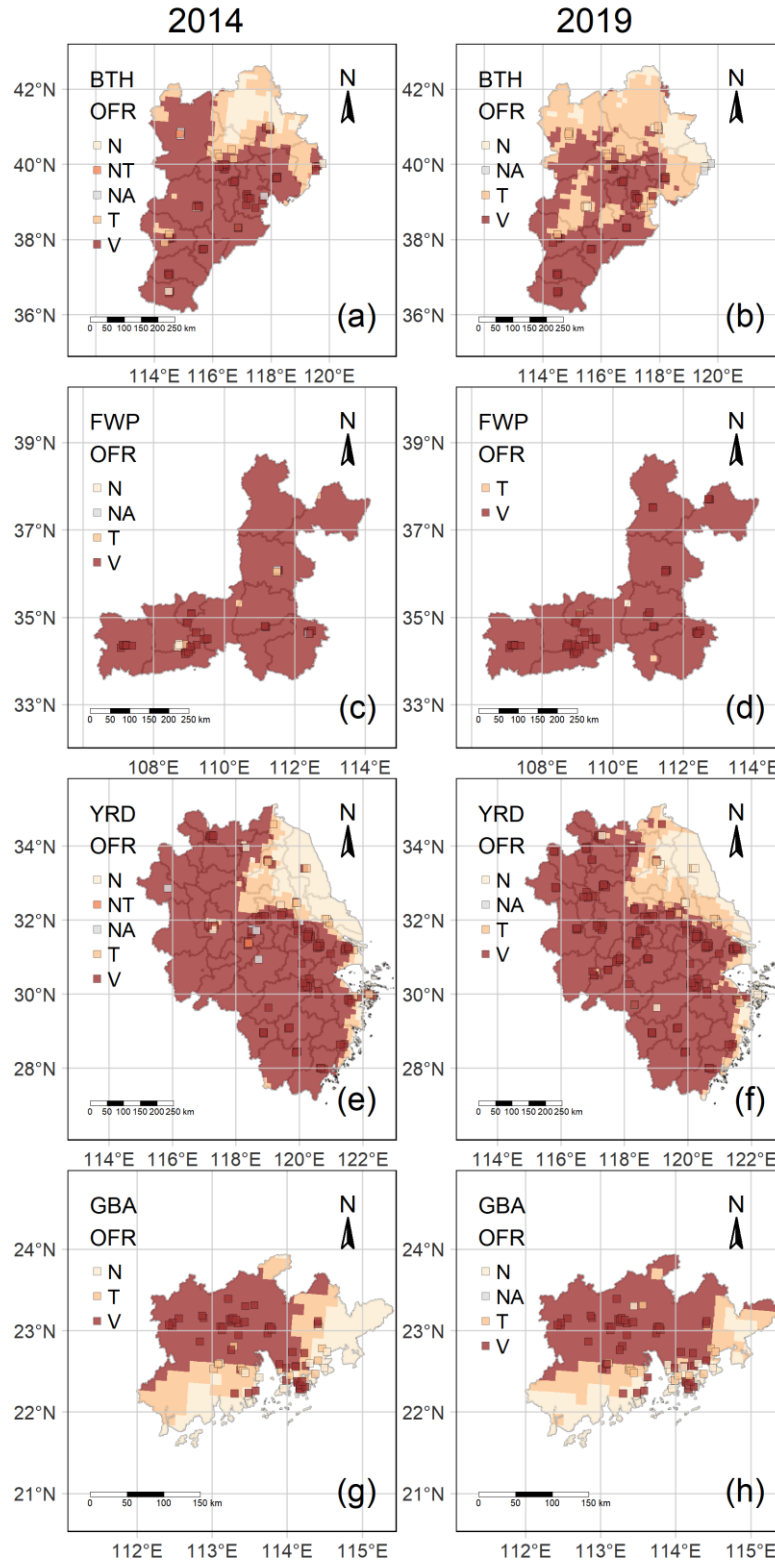 2014 2019
BTH
OFR
N
NT
NA
T
V
N
42°N
40°N
38°N
36°N
0 50 100 150 200 250 km
(a)
114°E 116°E 118°E 120°E
BTH
OFR
N
NA
T
V
N
42°N
40°N
38°N
36°N
0 50 100 150 200 250 km
(b)
114°E 116°E 118°E 120°E
FWP
OFR
N
NA
T
V
N
39°N
37°N
35°N
33°N
0 50 100 150 200 250 km
(c)
108°E 110°E 112°E 114°E
FWP
OFR
T
V
N
39°N
37°N
35°N
33°N
0 50 100 150 200 250 km
(d)
108°E 110°E 112°E 114°E
YRD
OFR
N
NT
NA
T
V
N
34°N
32°N
30°N
28°N
0 50 100 150 200 250 km
(e)
114°E 116°E 118°E 120°E 122°E
YRD
OFR
N
NA
T
V
N
34°N
32°N
30°N
28°N
0 50 100 150 200 250 km
(f)
114°E 116°E 118°E 120°E 122°E
GBA
OFR
N
T
V
N
24°N
23°N
22°N
21°N
0 50 100 150 km
(g)
112°E 113°E 114°E 115°E
GBA
OFR
N
NA
T
V
N
24°N
23°N
22°N
21°N
0 50 100 150 km
(h)
112°E 113°E 114°E 115°E